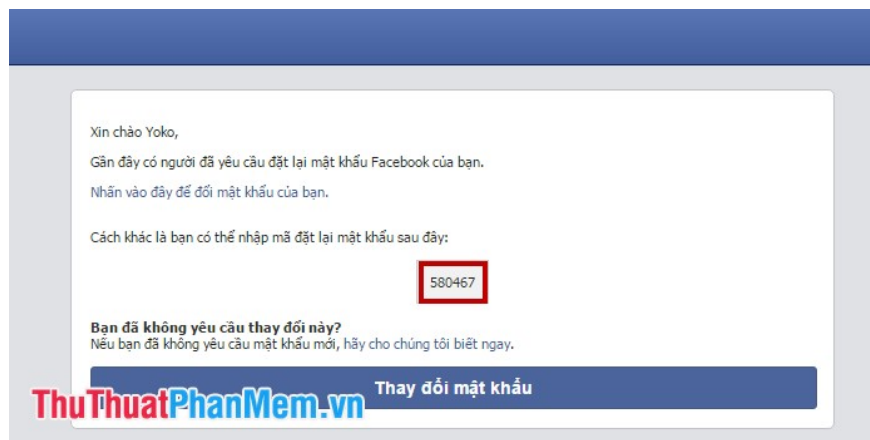 Xin chào Yoko,
Gần đây có người đã yêu cầu đặt lại mật khẩu Facebook của bạn.
Nhấn vào đây để đổi mật khẩu của bạn.
Cách khác là bạn có thể nhập mã đặt lại mật khẩu sau đây:
580467
Bạn đã không yêu cầu thay đổi này?
Nếu bạn đã không yêu cầu mật khẩu mới, hãy cho chúng tôi biết ngay.
Thay đổi mật khẩu
ThuThuatPhanMem.vn